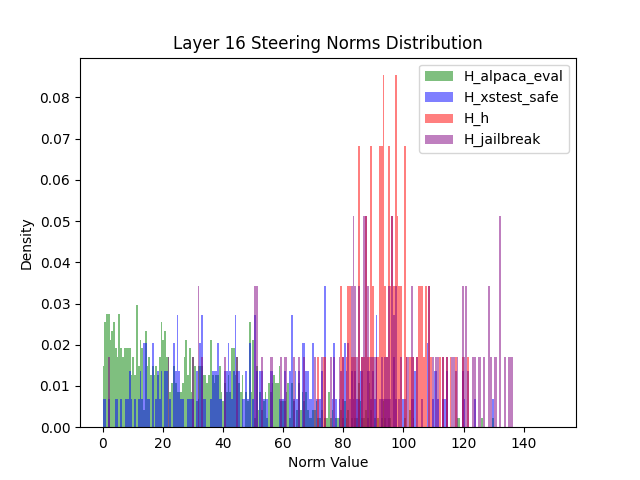 Layer 16 Steering Norms Distribution
H_alpaca_eval
H_xstest_safe
H_h
H_jailbreak
Density
0.08
0.07
0.06
0.05
0.04
0.03
0.02
0.01
0.00
0 20 40 60 80 100 120 140
Norm Value